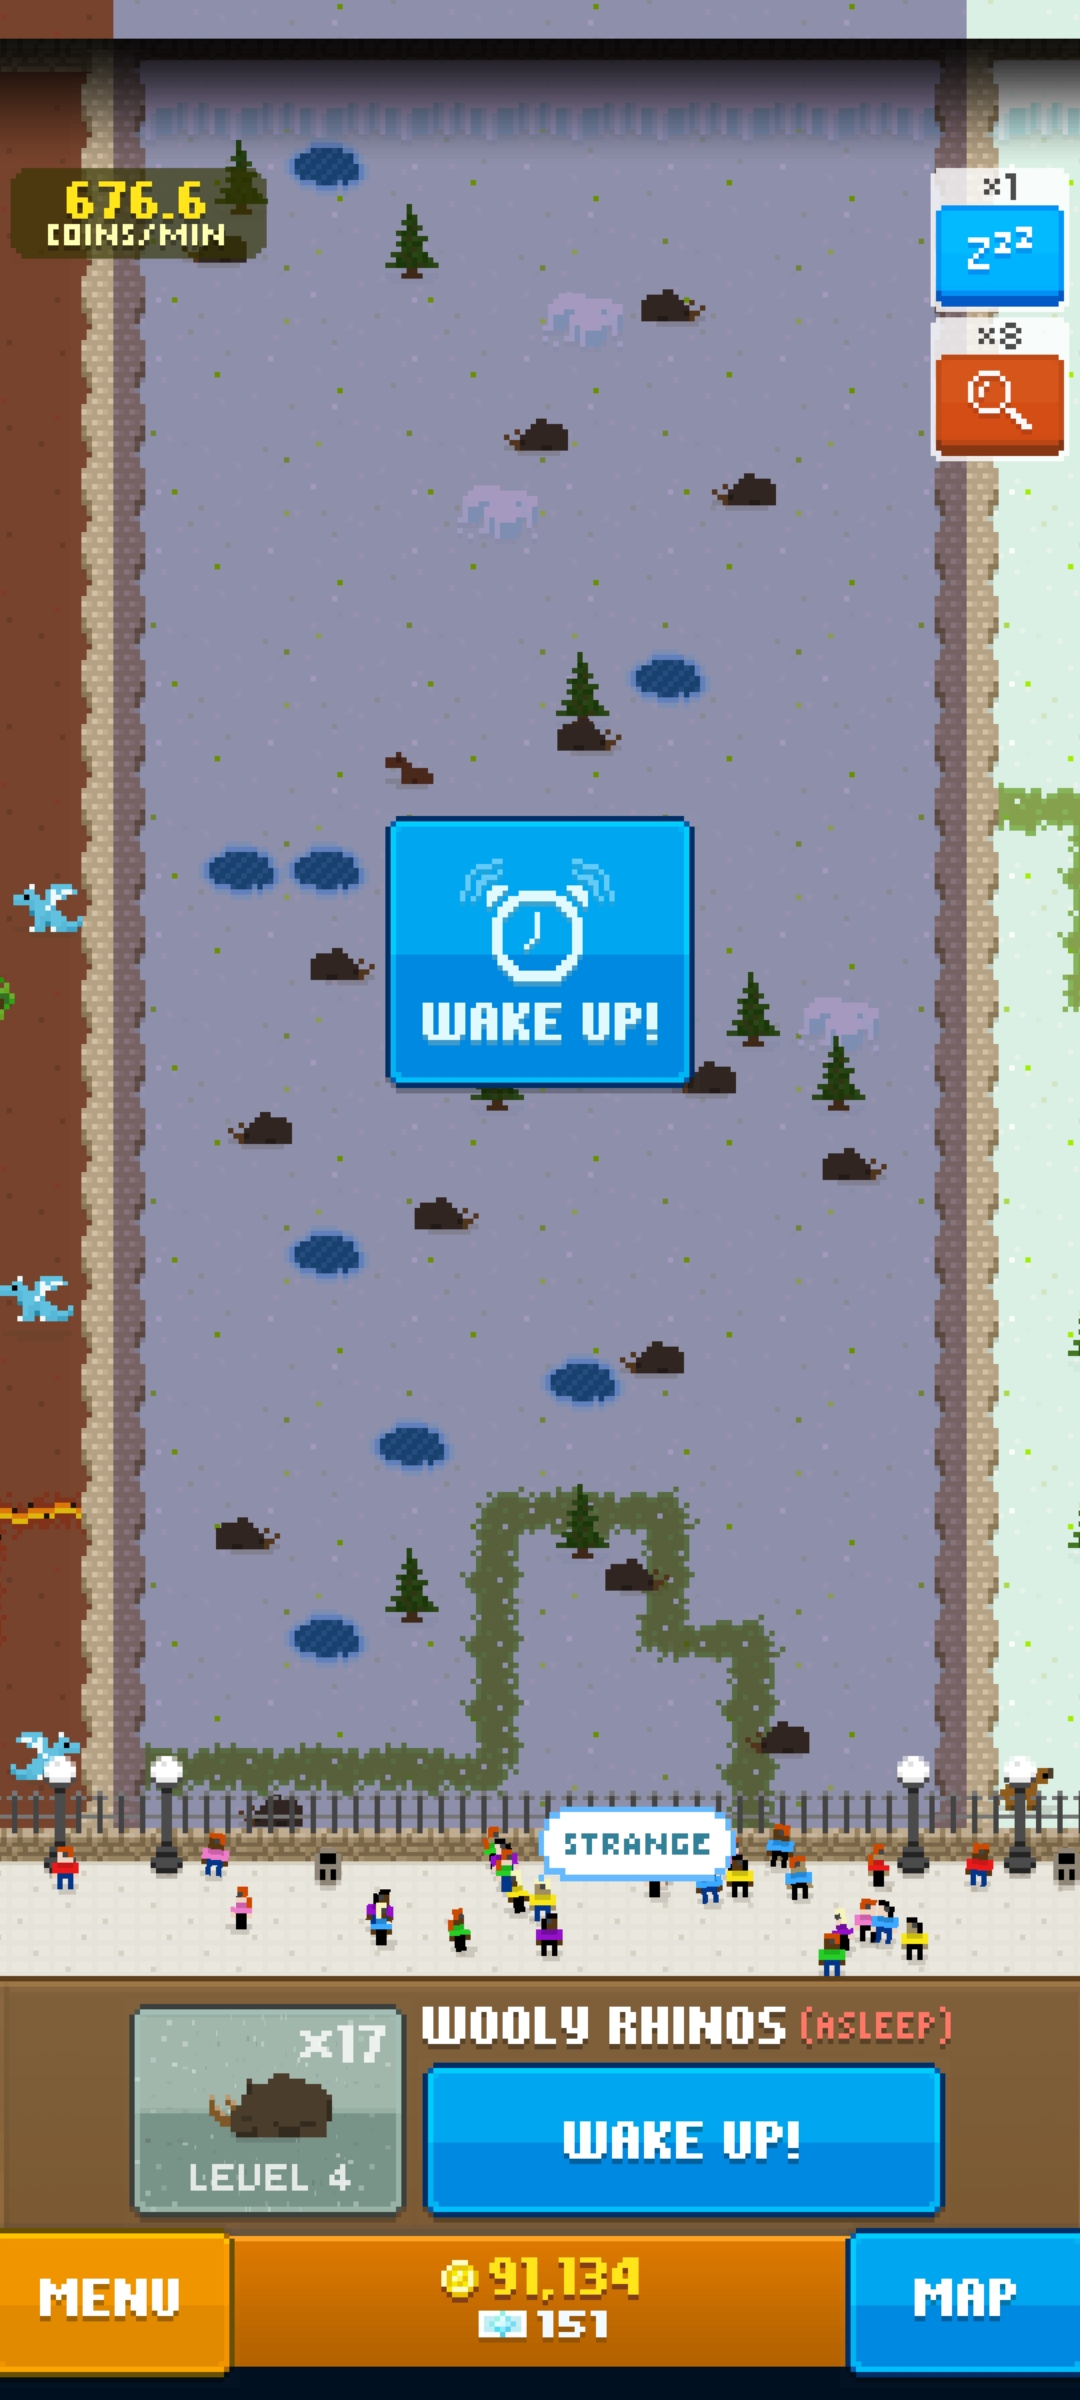 676.6
COINS/MIN
x1
Zzzz
x8
WAKE UP!
STRANGE
x17
LEVEL 4
WOOLY RHINOS (ASLEEP)
WAKE UP!
MENU
91,134
151
MAP